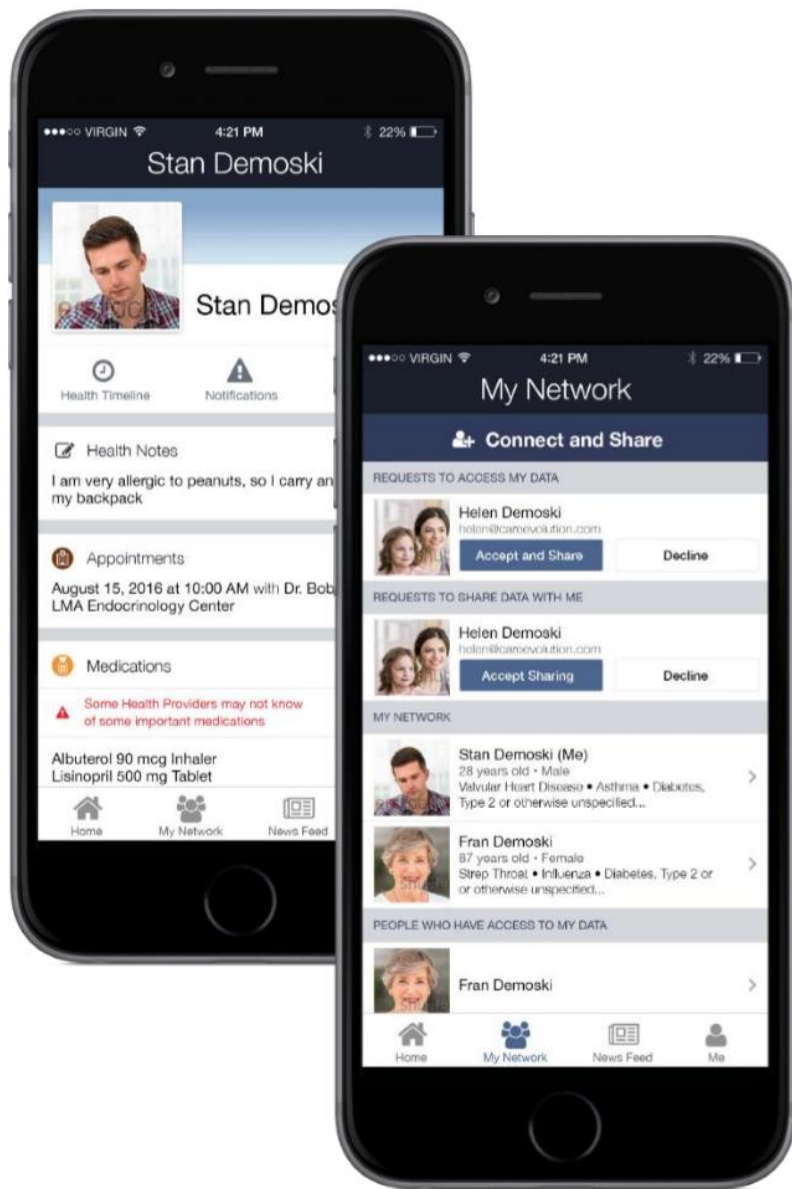 ●●●○○ VIRGIN 4:21 PM 22%
Stan Demoski
Stan Demos
Health Timeline Notifications
Health Notes
I am very allergic to peanuts, so I carry an
my backpack
Appointments
August 15, 2016 at 10:00 AM with Dr. Bob
LMA Endocrinology Center
Medications
Some Health Providers may not know
of some important medications
Albuterol 90 mcg Inhaler
Lisinopril 500 mg Tablet
Home My Network News Feed
●●●○○ VIRGIN 4:21 PM 22%
My Network
Connect and Share
REQUESTS TO ACCESS MY DATA
Helen Demoski
helen@careevolution.com
Accept and Share Decline
REQUESTS TO SHARE DATA WITH ME
Helen Demoski
helen@careevolution.com
Accept Sharing Decline
MY NETWORK
Stan Demoski (Me)
28 years old • Male
Valvular Heart Disease • Asthma • Diabetes,
Type 2 or otherwise unspecified...
Fran Demoski
87 years old • Female
Strep Throat • Influenza • Diabetes, Type 2 or
or otherwise unspecified...
PEOPLE WHO HAVE ACCESS TO MY DATA
Fran Demoski
Home My Network News Feed Me